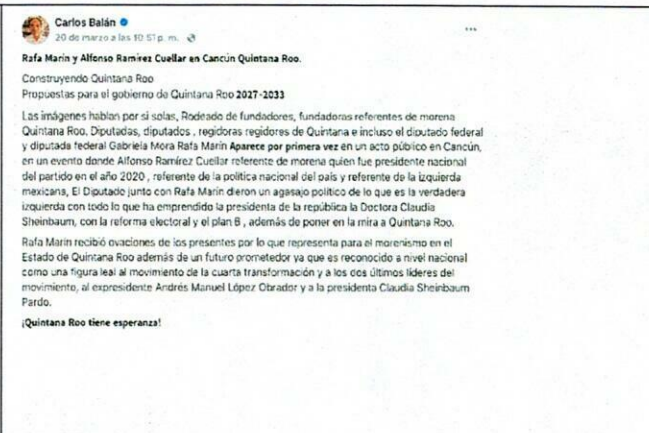 Carlos Balán
20 de marzo a las 10:51 p. m.
Rafa Marin y Alfonso Ramírez Cuellar en Cancún Quintana Roo.
Construyendo Quintana Roo
Propuestas para el gobierno de Quintana Roo 2027-2033
Las imágenes hablan por si solas, Rodeado de fundadores, fundadoras referentes de morena
Quintana Roo. Diputadas, diputados , regidoras regidores de Quintana e incluso el diputado federal
y diputada federal Gabriela Mora Rafa Marin Aparece por primera vez en un acto público en Cancún,
en un evento donde Alfonso Ramírez Cuellar referente de morena quien fue presidente nacional
del partido en el año 2020 , referente de la política nacional del país y referente de la izquierda
mexicana, El Diputado junto con Rafa Marin dieron un agasajo político de lo que es la verdadera
izquierda con todo lo que ha emprendido la presidenta de la república la Doctora Claudia
Sheinbaum, con la reforma electoral y el plan B , además de poner en la mira a Quintana Roo.
Rafa Marin recibió ovaciones de los presentes por lo que representa para el morenismo en el
Estado de Quintana Roo además de un futuro prometedor ya que es reconocido a nivel nacional
como una figura leal al movimiento de la cuarta transformación y a los dos últimos líderes del
movimiento, al expresidente Andrés Manuel López Obrador y a la presidenta Claudia Sheinbaum
Pardo.
¡Quintana Roo tiene esperanza!